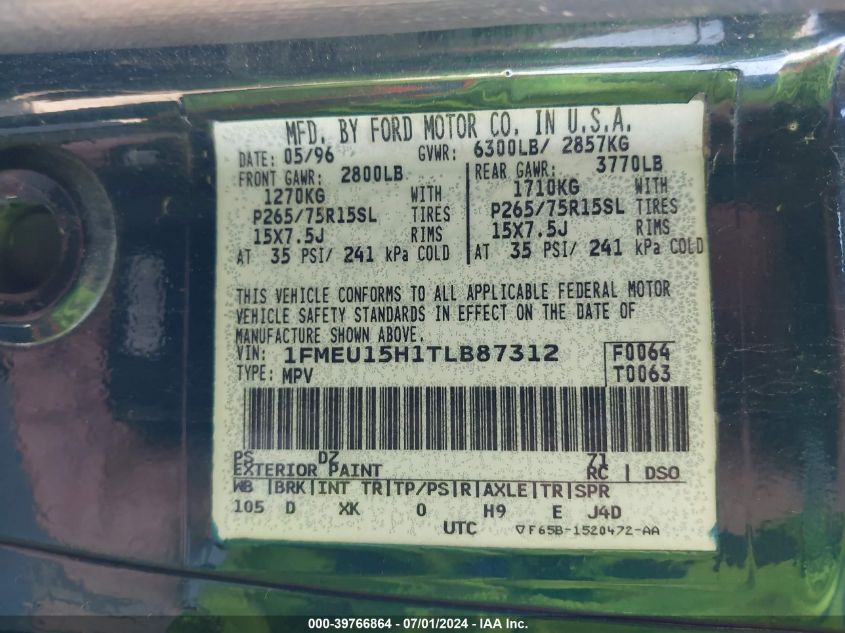 MFD. BY FORD MOTOR CO. IN U.S.A.
DATE: 05/96 GVWR: 6300LB/ 2857KG
FRONT GAWR: 2800LB REAR GAWR: 3770LB
1270KG WITH 1710KG WITH
P265/75R15SL TIRES P265/75R15SL TIRES
15X7.5J RIMS 15X7.5J RIMS
AT 35 PSI/ 241 kPa COLD AT 35 PSI/ 241 kPa COLD
THIS VEHICLE CONFORMS TO ALL APPLICABLE FEDERAL MOTOR
VEHICLE SAFETY STANDARDS IN EFFECT ON THE DATE OF
MANUFACTURE SHOWN ABOVE.
VIN: 1FMEU15H1TLB87312 F0064
TYPE: MPV T0063
PS DZ 71
EXTERIOR PAINT RC | DSO
WB |BRK|INT TR|TP/PS|R|AXLE|TR|SPR
105 D XK 0 H9 E J4D
UTC ▽F65B-1520472-AA
000-39766864 - 07/01/2024 - IAA Inc.